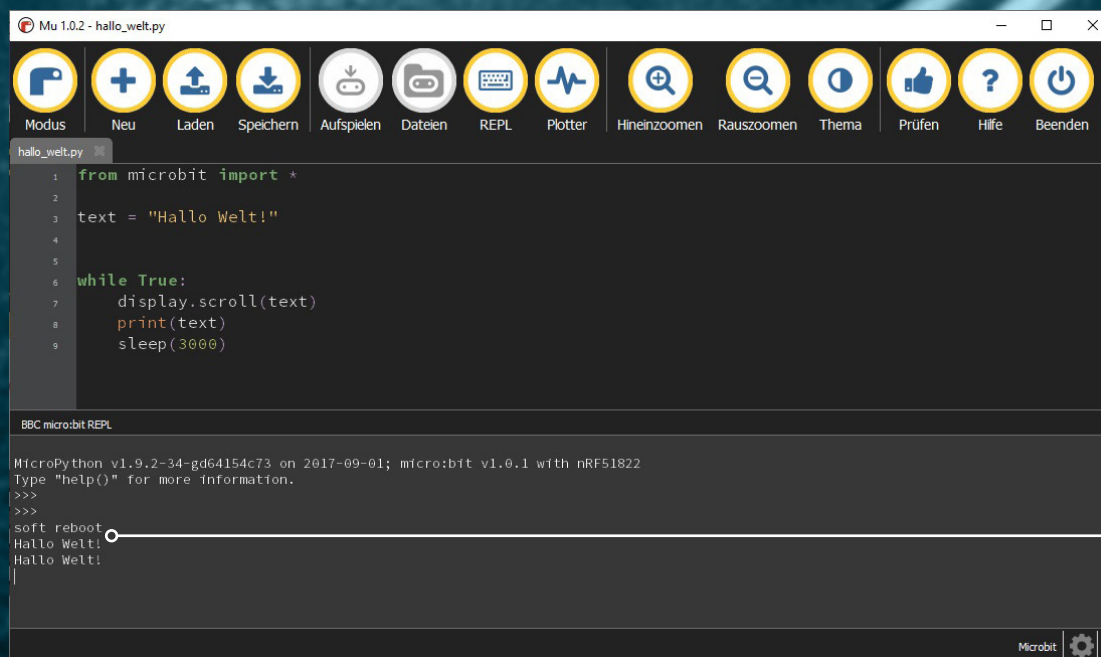 Mu 1.0.2 - hallo_welt.py
Modus Neu Laden Speichern Aufspielen Dateien REPL Plotter Hineinzoomen Rauszoomen Thema Prüfen Hilfe Beenden
hallo_welt.py
1 from microbit import *
2
3 text = "Hallo Welt!"
4
5
6 while True:
7     display.scroll(text)
8     print(text)
9     sleep(3000)
BBC micro:bit REPL
MicroPython v1.9.2-34-gd64154c73 on 2017-09-01; micro:bit v1.0.1 with nRF51822
Type "help()" for more information.
>>>
>>>
soft reboot
Hallo Welt!
Hallo Welt!
Microbit